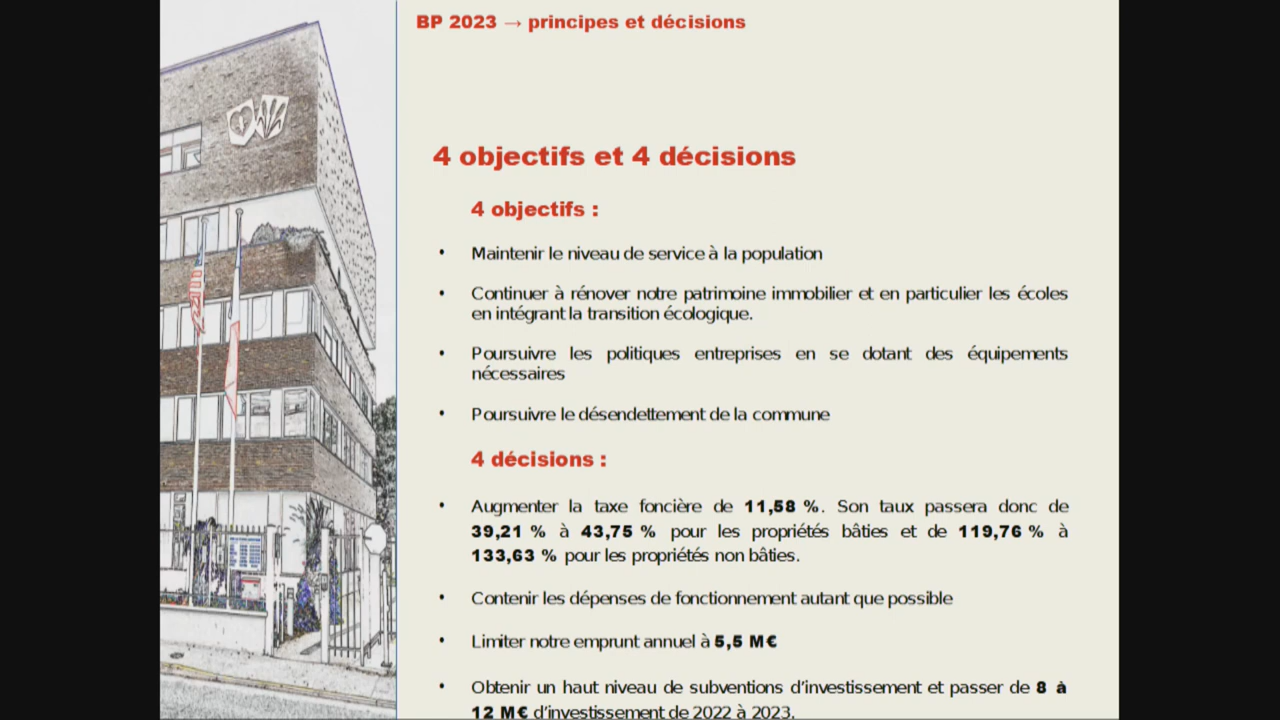 BP 2023 → principes et décisions
4 objectifs et 4 décisions
4 objectifs :
• Maintenir le niveau de service à la population
• Continuer à rénover notre patrimoine immobilier et en particulier les écoles
en intégrant la transition écologique.
• Poursuivre les politiques entreprises en se dotant des équipements
nécessaires
• Poursuivre le désendettement de la commune
4 décisions :
• Augmenter la taxe foncière de 11,58 %. Son taux passera donc de
39,21 % à 43,75 % pour les propriétés bâties et de 119,76 % à
133,63 % pour les propriétés non bâties.
• Contenir les dépenses de fonctionnement autant que possible
• Limiter notre emprunt annuel à 5,5 M€
• Obtenir un haut niveau de subventions d'investissement et passer de 8 à
12 M€ d'investissement de 2022 à 2023.